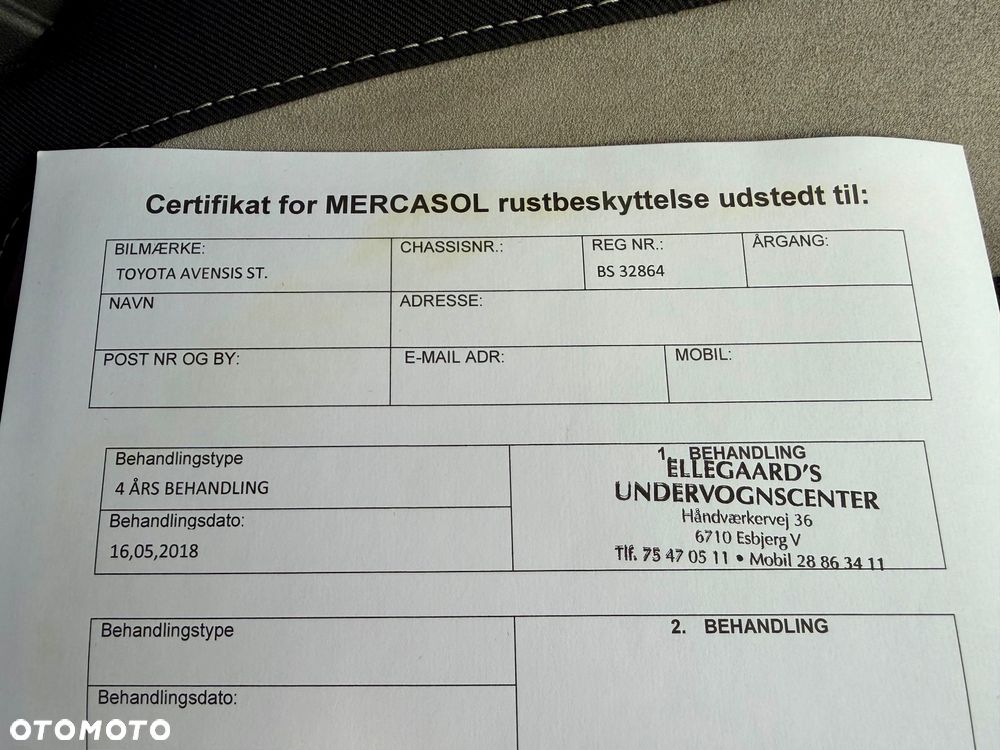 Certifikat for MERCASOL rustbeskyttelse udstedt til:
BILMÆRKE: CHASSISNR.: REG NR.: ÅRGANG:
TOYOTA AVENSIS ST. BS 32864
NAVN ADRESSE:
POST NR OG BY: E-MAIL ADR: MOBIL:
Behandlingstype 1. BEHANDLING
ELLEGAARD'S
4 ÅRS BEHANDLING UNDERVOGNSCENTER
Behandlingsdato: Håndværkervej 36
6710 Esbjerg V
16,05,2018 Tlf. 75 47 05 11 • Mobil 28 86 34 11
Behandlingstype 2. BEHANDLING
Behandlingsdato:
OTOMOTO